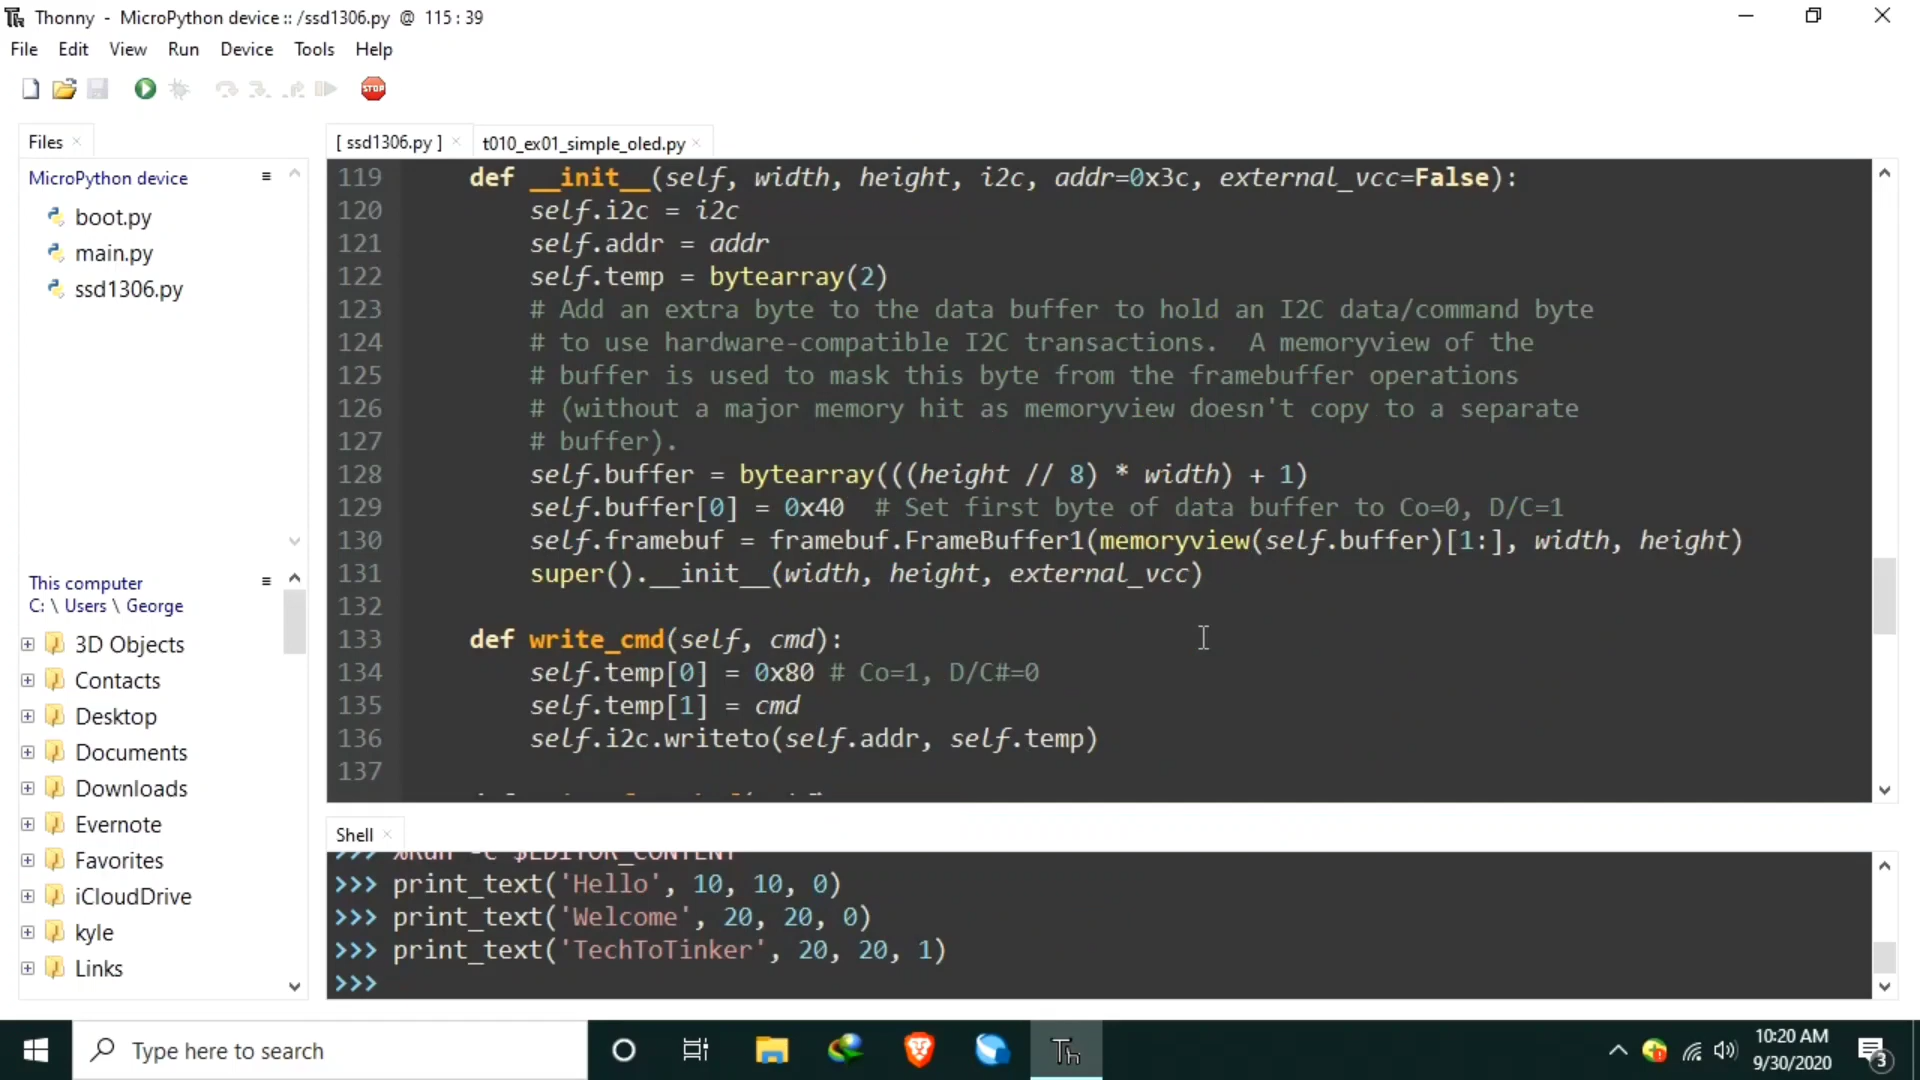 Thonny - MicroPython device :: /ssd1306.py @ 115 : 39
File Edit View Run Device Tools Help
STOP
Files
MicroPython device
boot.py
main.py
ssd1306.py
This computer
C: \ Users \ George
3D Objects
Contacts
Desktop
Documents
Downloads
Evernote
Favorites
iCloudDrive
kyle
Links
[ ssd1306.py ] t010_ex01_simple_oled.py
119 def __init__(self, width, height, i2c, addr=0x3c, external_vcc=False):
120 self.i2c = i2c
121 self.addr = addr
122 self.temp = bytearray(2)
123 # Add an extra byte to the data buffer to hold an I2C data/command byte
124 # to use hardware-compatible I2C transactions.  A memoryview of the
125 # buffer is used to mask this byte from the framebuffer operations
126 # (without a major memory hit as memoryview doesn't copy to a separate
127 # buffer).
128 self.buffer = bytearray(((height // 8) * width) + 1)
129 self.buffer[0] = 0x40  # Set first byte of data buffer to Co=0, D/C=1
130 self.framebuf = framebuf.FrameBuffer1(memoryview(self.buffer)[1:], width, height)
131 super().__init__(width, height, external_vcc)
132
133 def write_cmd(self, cmd):
134 self.temp[0] = 0x80 # Co=1, D/C#=0
135 self.temp[1] = cmd
136 self.i2c.writeto(self.addr, self.temp)
137
Shell
>>> %Run -c $EDITOR_CONTENT
>>> print_text('Hello', 10, 10, 0)
>>> print_text('Welcome', 20, 20, 0)
>>> print_text('TechToTinker', 20, 20, 1)
>>>
Type here to search
Th
10:20 AM
9/30/2020
3